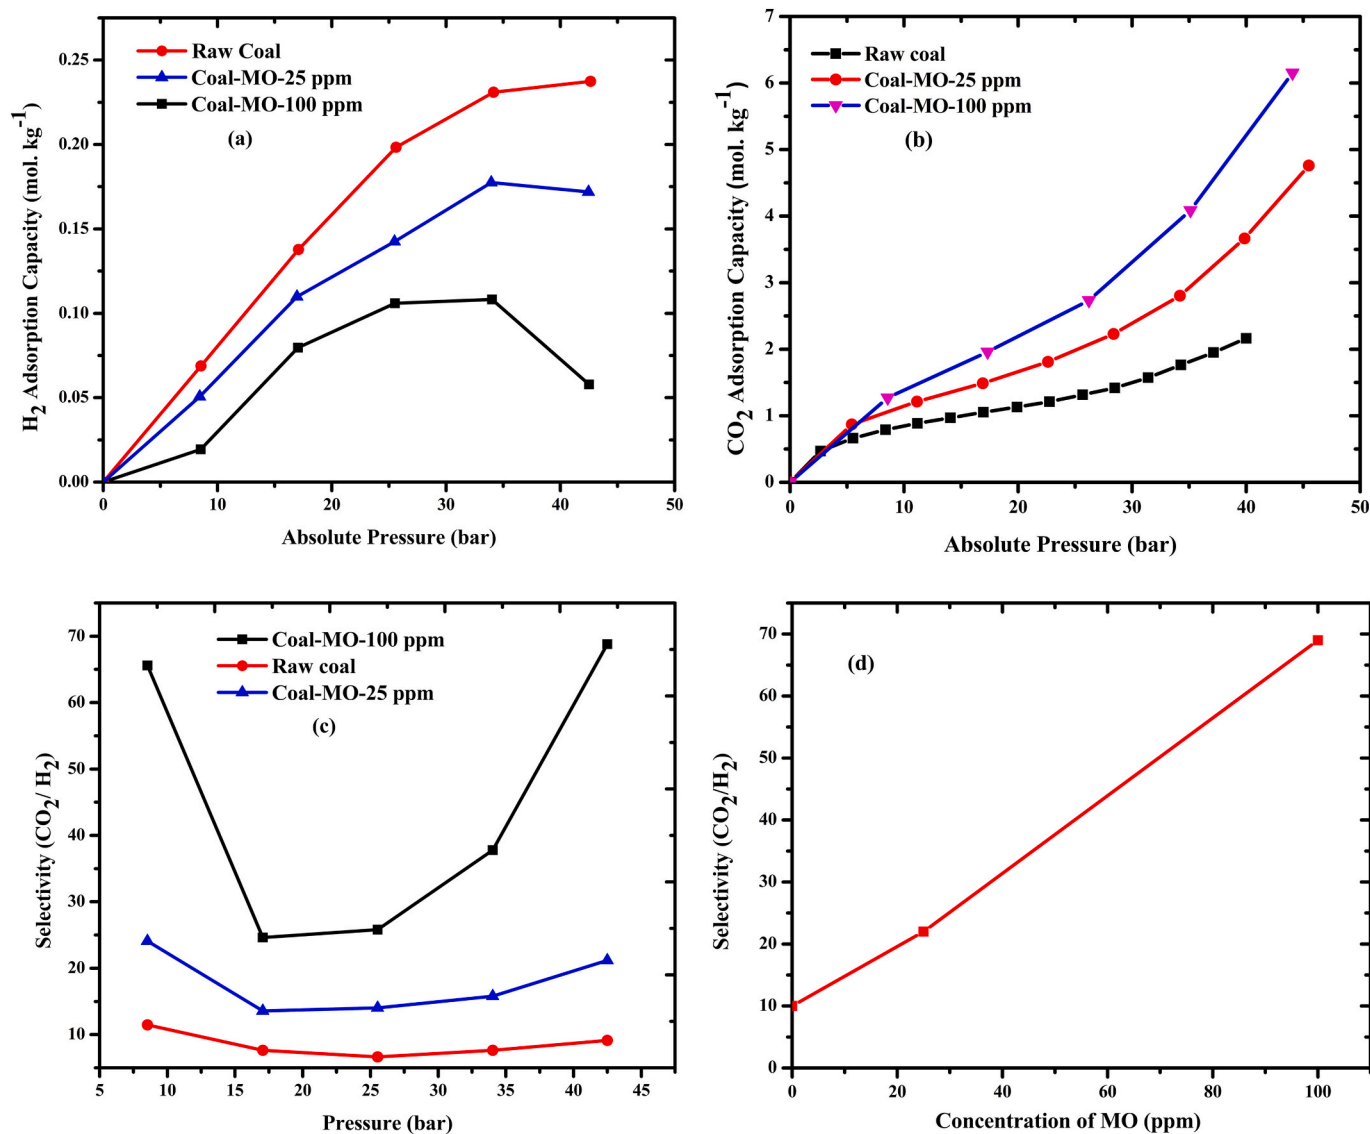 H2 Adsorption Capacity (mol. kg-1)
0.25
0.20
0.15
0.10
0.05
0.00
Raw Coal
Coal-MO-25 ppm
Coal-MO-100 ppm
(a)
0 10 20 30 40 50
Absolute Pressure (bar)
CO2 Adsorption Capacity (mol. kg-1)
7
6
5
4
3
2
1
0
Raw coal
Coal-MO-25 ppm
Coal-MO-100 ppm
(b)
0 10 20 30 40 50
Absolute Pressure (bar)
Selectivity (CO2/ H2)
70
60
50
40
30
20
10
Coal-MO-100 ppm
Raw coal
Coal-MO-25 ppm
(c)
5 10 15 20 25 30 35 40 45
Pressure (bar)
Selectivity (CO2/H2)
70
60
50
40
30
20
10
0
(d)
0 20 40 60 80 100
Concentration of MO (ppm)